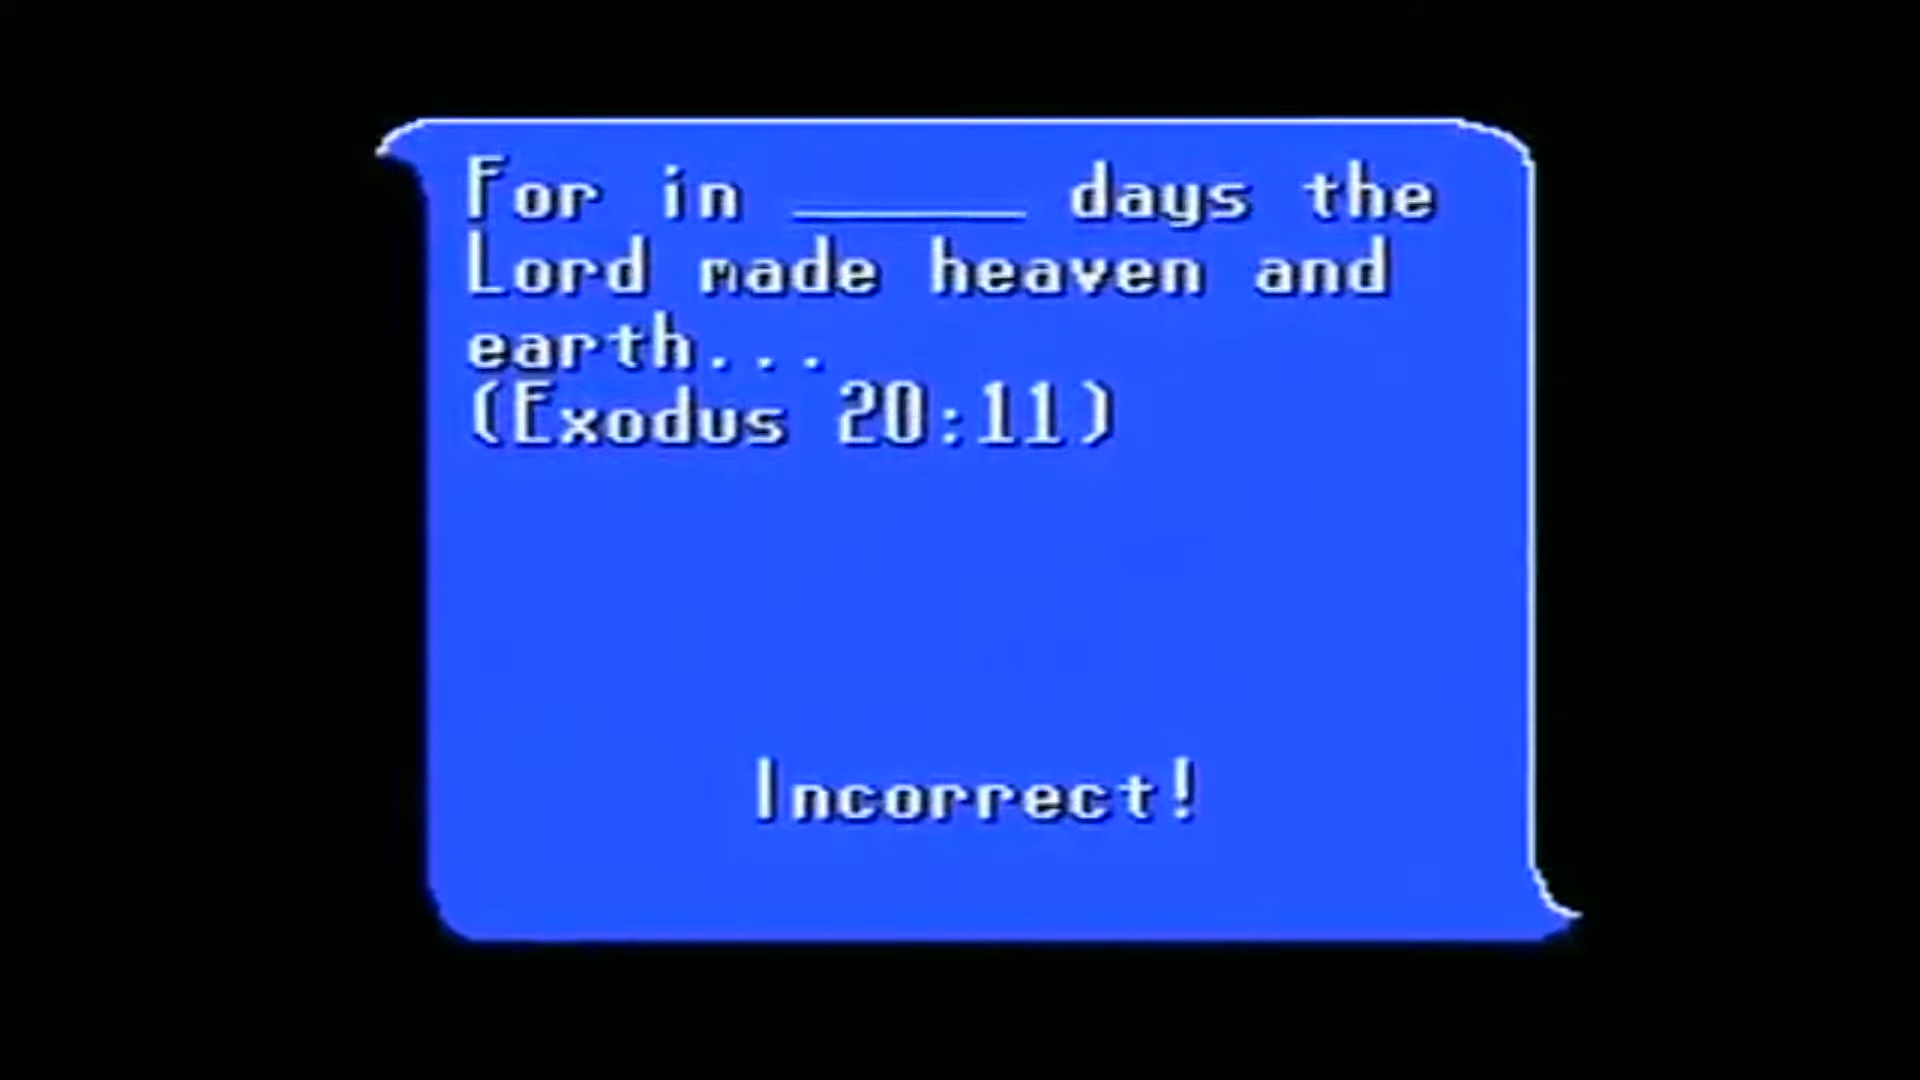 For in _____ days the
Lord made heaven and
earth...
(Exodus 20:11)
Incorrect!